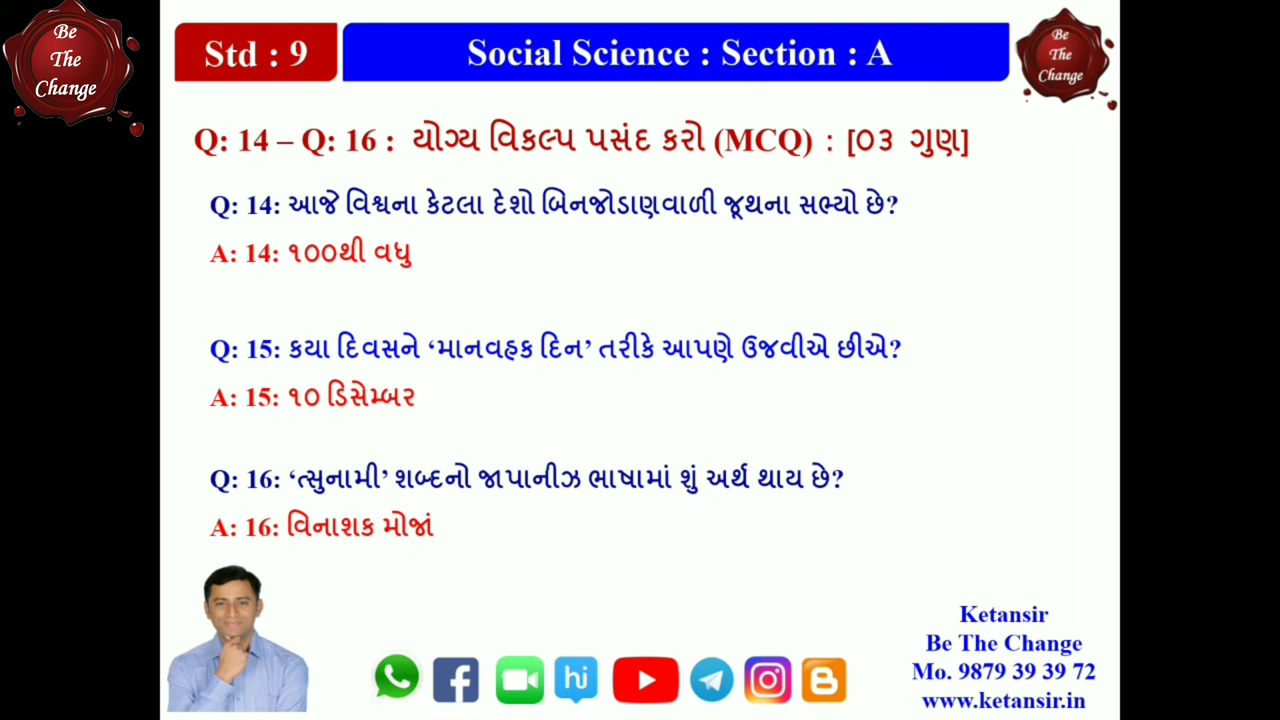 Be
The
Change
Std : 9
Social Science : Section : A
Be
The
Change
Q: 14 – Q: 16 : યોગ્ય વિકલ્પ પસંદ કરો (MCQ) : [૦૩ ગુણ]
Q: 14: આજે વિશ્વના કેટલા દેશો બિનજોડાણવાળી જૂથના સભ્યો છે?
A: 14: ૧૦૦થી વધુ
Q: 15: કયા દિવસને ‘માનવહક દિન’ તરીકે આપણે ઉજવીએ છીએ?
A: 15: ૧૦ ડિસેમ્બર
Q: 16: ‘ત્સુનામી’ શબ્દનો જાપાનીઝ ભાષામાં શું અર્થ થાય છે?
A: 16: વિનાશક મોજાં
Ketansir
Be The Change
Mo. 9879 39 39 72
www.ketansir.in
hi